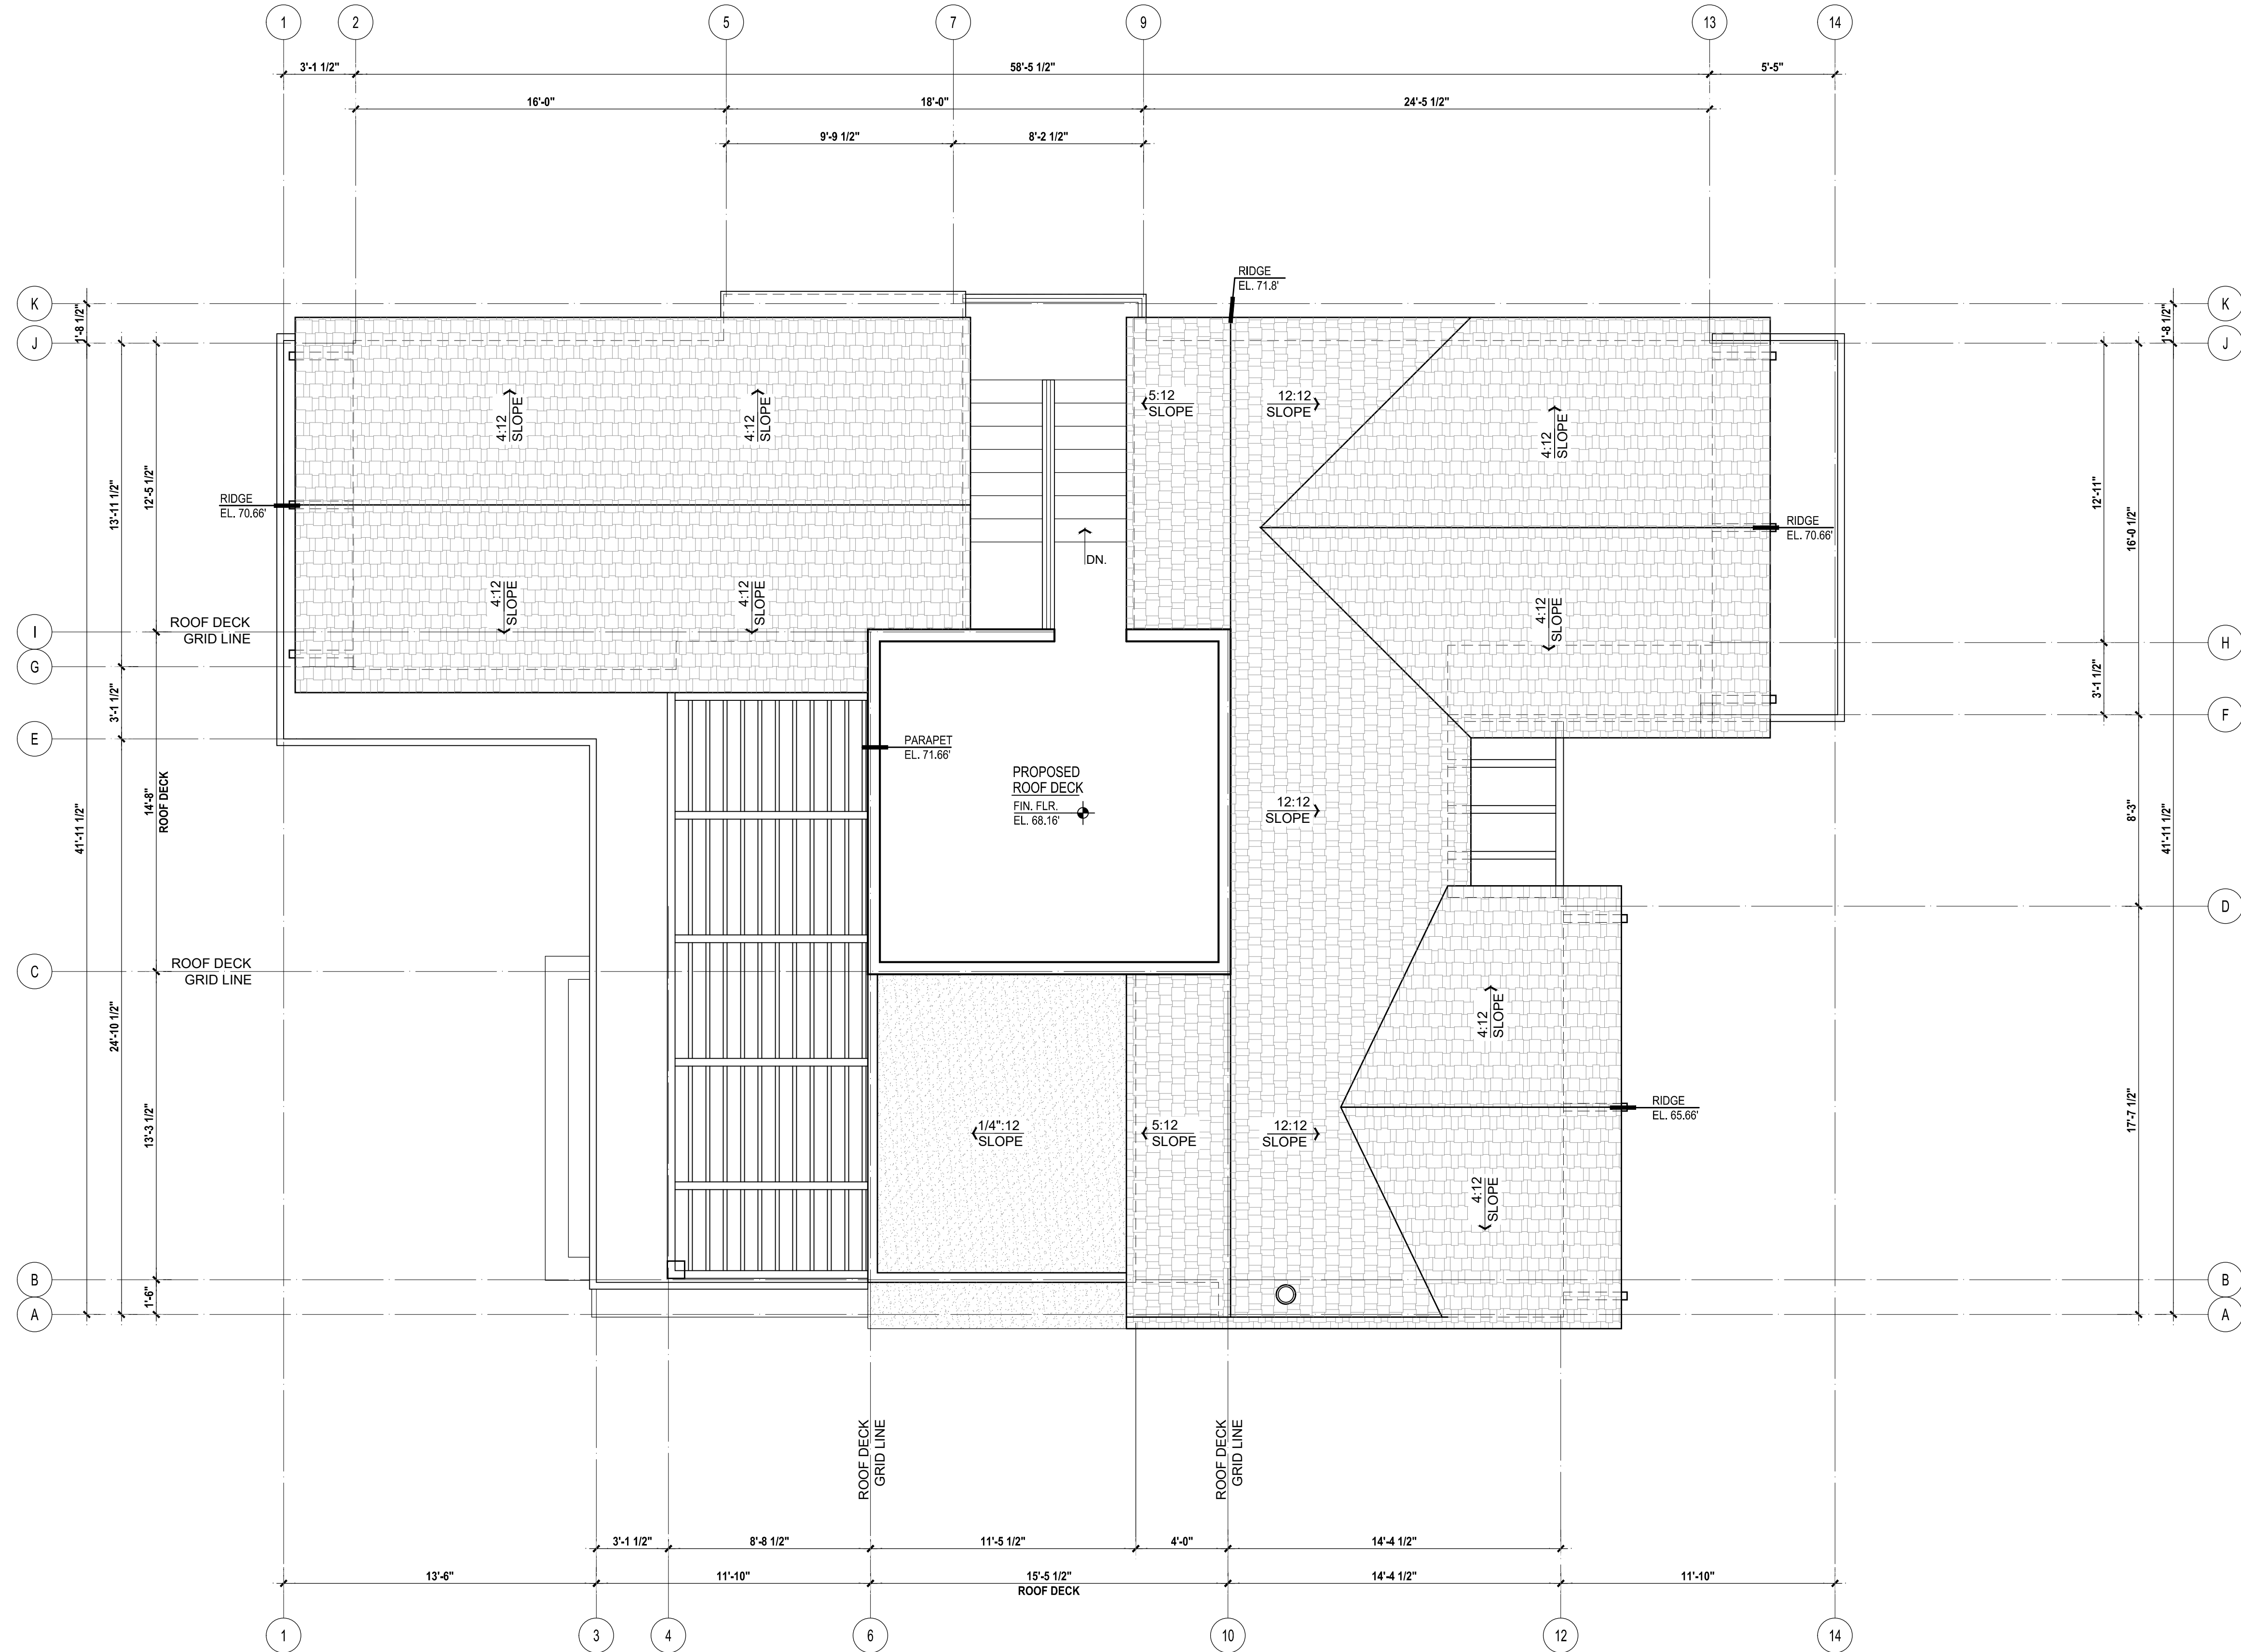 1
2
5
7
9
13
14
3'-1 1/2"
58'-5 1/2"
5'-5"
16'-0"
18'-0"
24'-5 1/2"
9'-9 1/2"
8'-2 1/2"
RIDGE
EL. 71.8'
K
K
1'-8 1/2"
1'-8 1/2"
J
J
4:12
SLOPE
4:12
SLOPE
5:12
SLOPE
12:12
SLOPE
4:12
SLOPE
RIDGE
EL. 70.66'
13'-11 1/2"
12'-5 1/2"
12'-11"
16'-0 1/2"
RIDGE
EL. 70.66'
DN.
4:12
SLOPE
4:12
SLOPE
4:12
SLOPE
I
ROOF DECK
GRID LINE
H
G
3'-1 1/2"
3'-1 1/2"
F
E
PARAPET
EL. 71.66'
PROPOSED
ROOF DECK
FIN. FLR.
EL. 68.16'
12:12
SLOPE
14'-8"
ROOF DECK
41'-11 1/2"
8'-3"
41'-11 1/2"
D
C
ROOF DECK
GRID LINE
24'-10 1/2"
4:12
SLOPE
RIDGE
EL. 65.66'
13'-3 1/2"
1/4":12
SLOPE
5:12
SLOPE
12:12
SLOPE
17'-7 1/2"
4:12
SLOPE
B
B
1'-6"
A
A
ROOF DECK
GRID LINE
ROOF DECK
GRID LINE
3'-1 1/2"
8'-8 1/2"
11'-5 1/2"
4'-0"
14'-4 1/2"
13'-6"
11'-10"
15'-5 1/2"
ROOF DECK
14'-4 1/2"
11'-10"
1
3
4
6
10
12
14